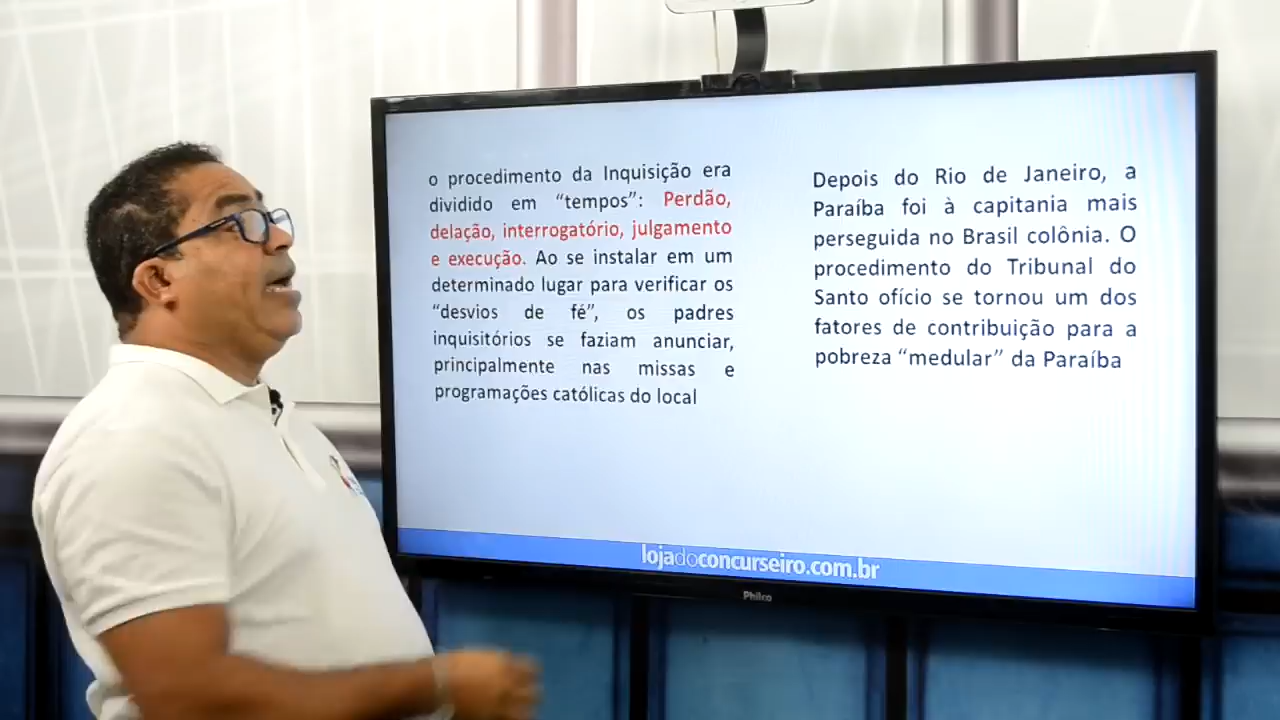 o procedimento da Inquisição era
dividido em “tempos”: Perdão,
delação, interrogatório, julgamento
e execução. Ao se instalar em um
determinado lugar para verificar os
“desvios de fé”, os padres
inquisitórios se faziam anunciar,
principalmente nas missas e
programações católicas do local
Depois do Rio de Janeiro, a
Paraíba foi à capitania mais
perseguida no Brasil colônia. O
procedimento do Tribunal do
Santo ofício se tornou um dos
fatores de contribuição para a
pobreza “medular” da Paraíba
lojadoconcurseiro.com.br
Philco